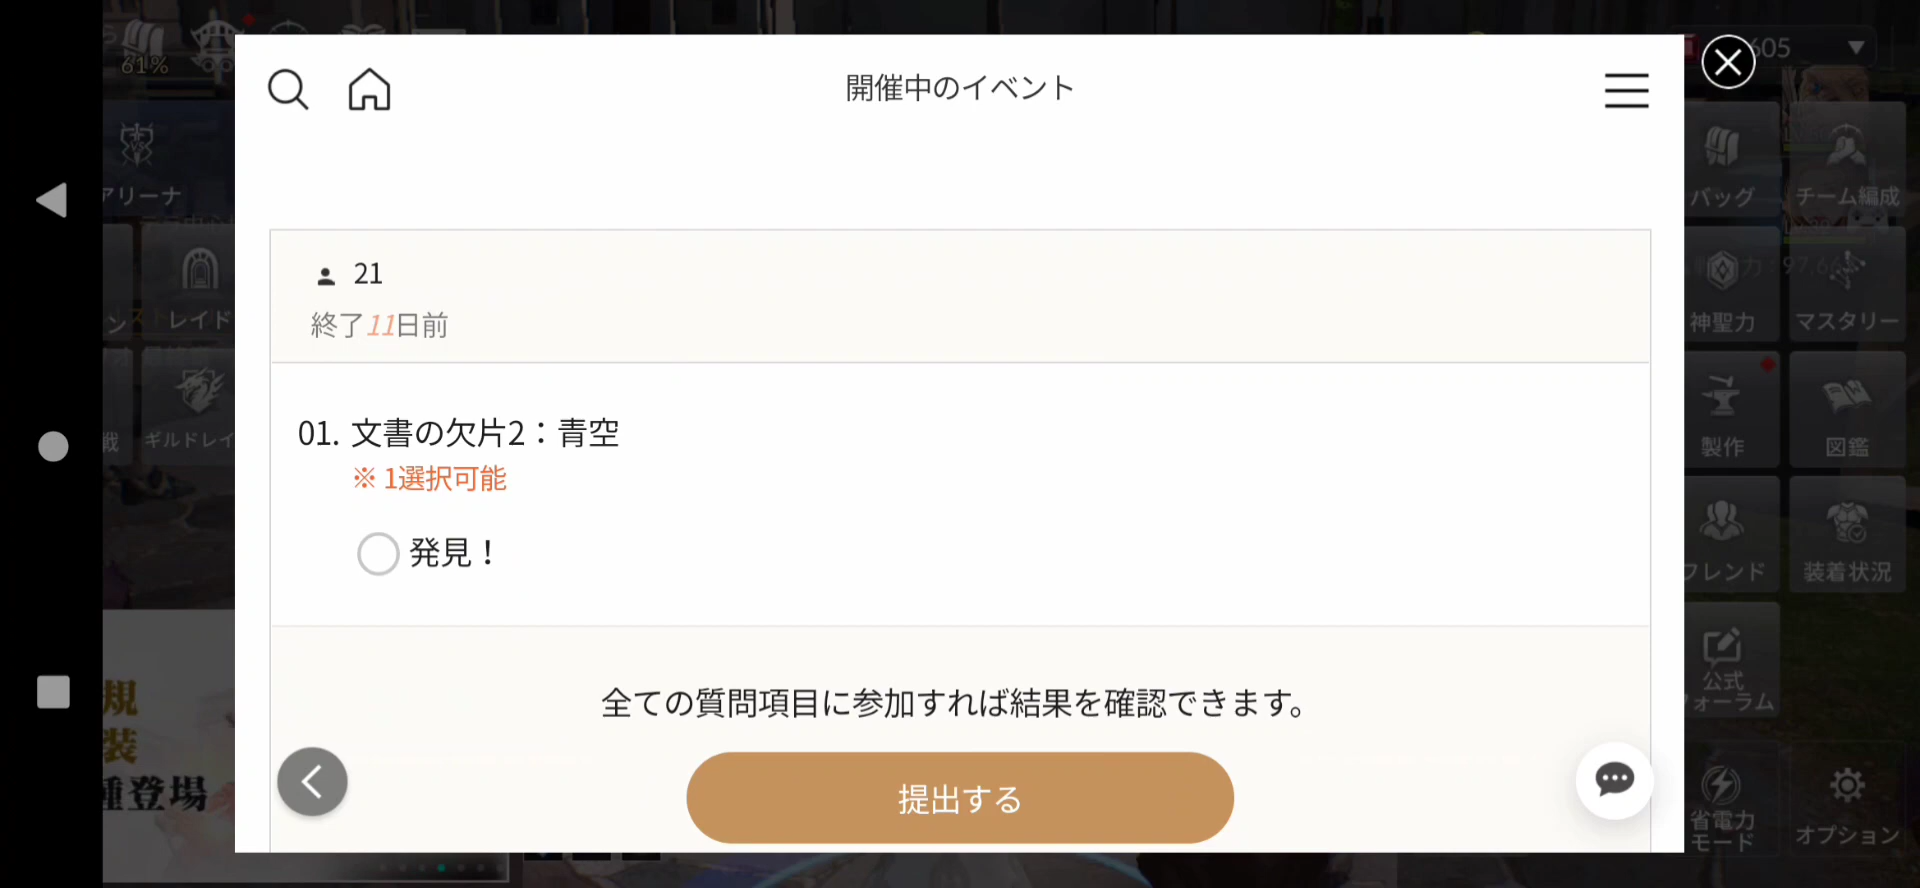 61%
605
開催中のイベント
アリーナ
バッグ
チーム編成
21
終了11日前
レイド
神聖力
マスタリー
01. 文書の欠片2：青空
※ 1選択可能
ギルドレイ
製作
図鑑
発見！
フレンド
装着状況
全ての質問項目に参加すれば結果を確認できます。
公式
ォーラム
規
装
種登場
提出する
省電力
モード
オプション